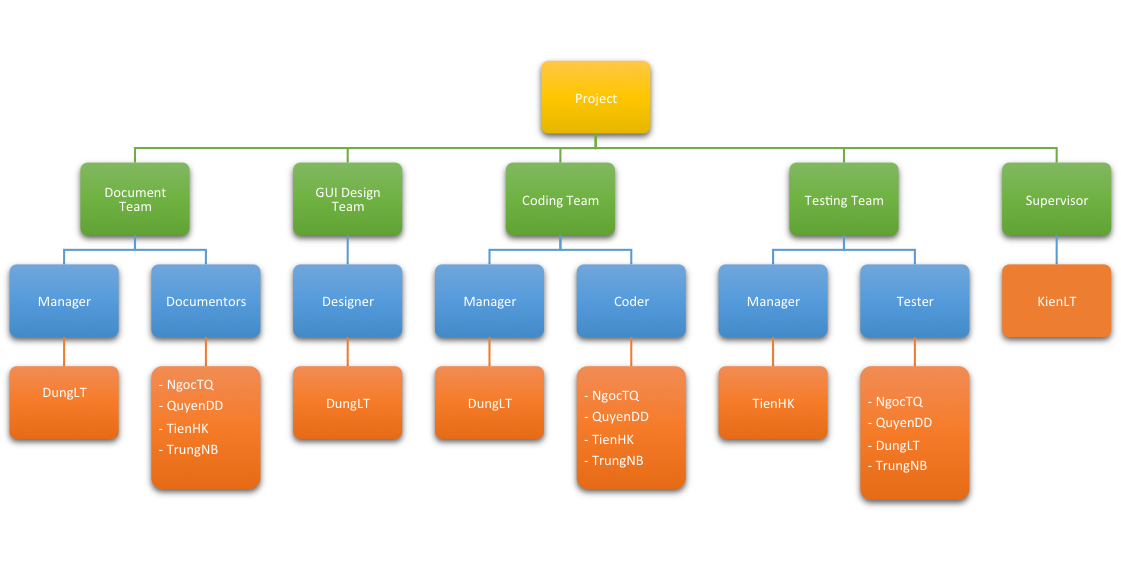 Project
Document
Team
GUI Design
Team
Coding Team
Testing Team
Supervisor
Manager
Documentors
Designer
Manager
Coder
Manager
Tester
KienLT
DungLT
- NgocTQ
- QuyenDD
- TienHK
- TrungNB
DungLT
DungLT
- NgocTQ
- QuyenDD
- TienHK
- TrungNB
TienHK
- NgocTQ
- QuyenDD
- DungLT
- TrungNB